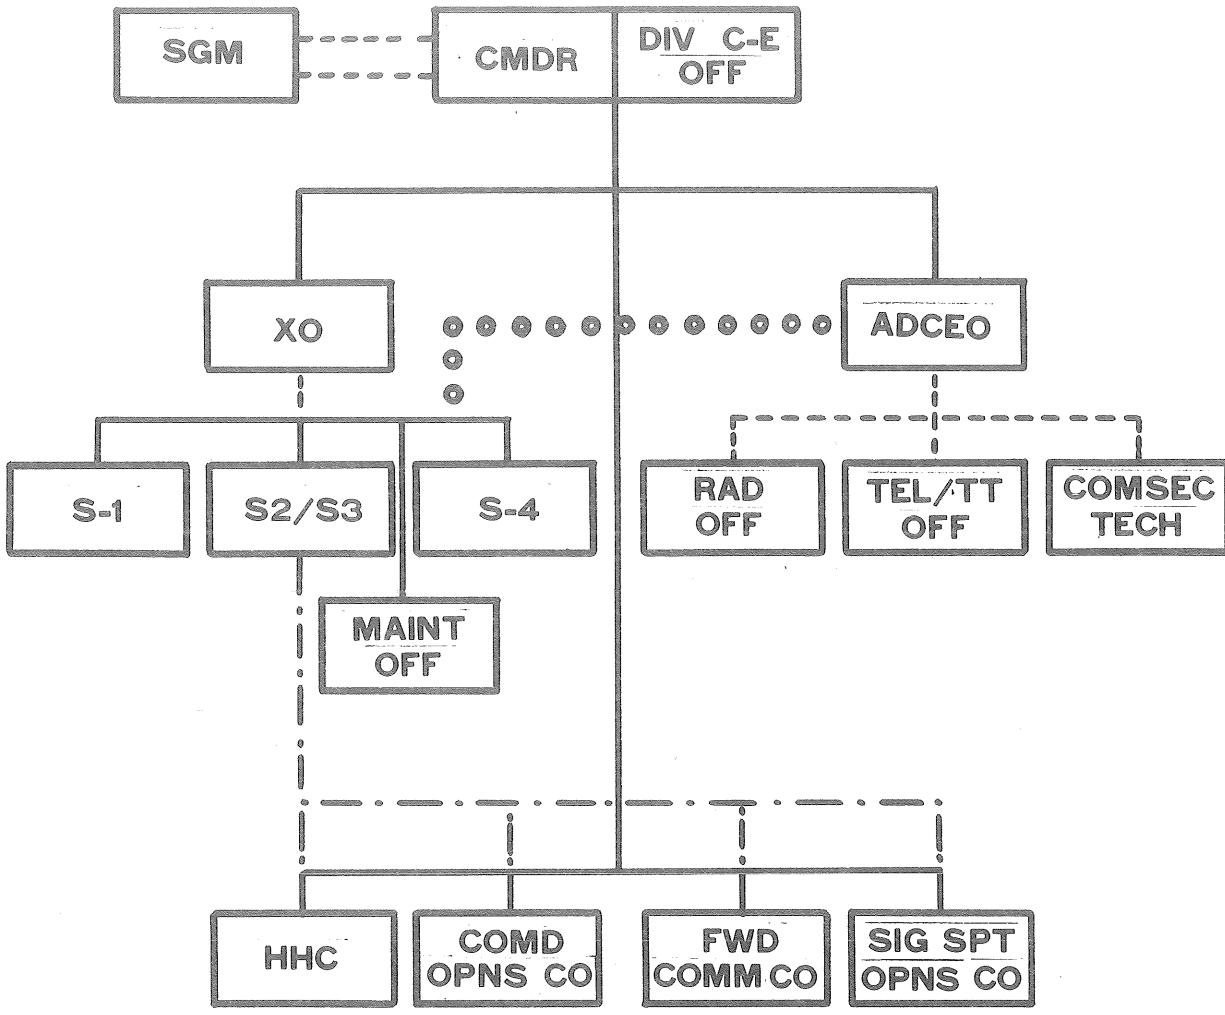 SGM
CMDR
DIV C-E
OFF
XO
ADCEO
S-1
S2/S3
S-4
RAD
OFF
TEL/TT
OFF
COMSEC
TECH
MAINT
OFF
HHC
COMD
OPNS CO
FWD
COMM CO
SIG SPT
OPNS CO